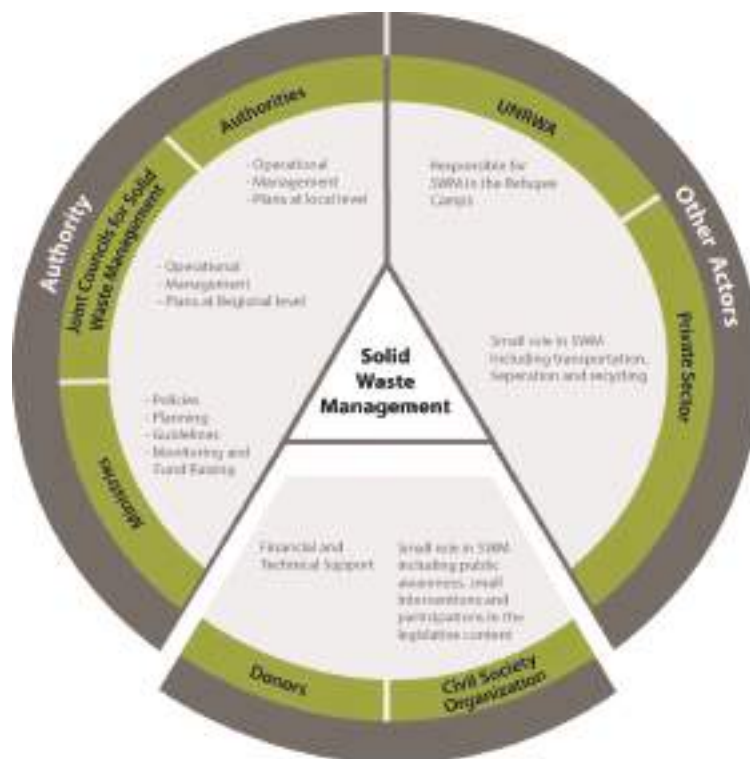 Authority
Authorities
- Operational
- Management
- Plans at local level
Joint Councils for Solid
Waste Management
- Operational
- Management
- Plans at Regional level
Ministries
- Policies
- Planning
- Guidelines
- Monitoring and
Fund Raising
Other Actors
UNRWA
Responsible for
SWM in the Refugee
Camps
Private Sector
Small role in SWM
Including transportation,
Seperation and recycling
Solid
Waste
Management
Donors
Financial and
Technical Support
Civil Society
Organization
Small role in SWM
including public
awareness, small
interventions and
participations in the
legislative content